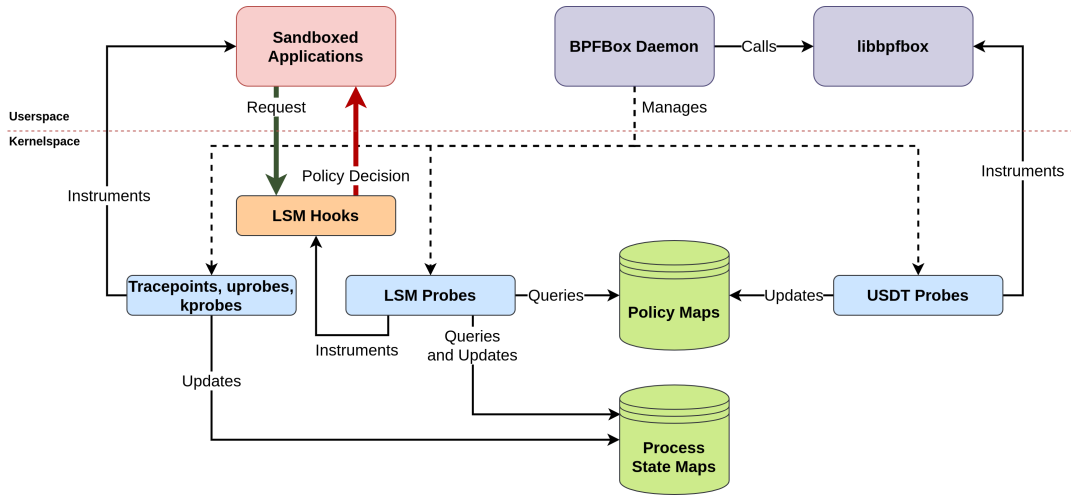 Sandboxed
Applications
BPFBox Daemon
Calls
libbpfbox
Request
Manages
Userspace
Kernelspace
Policy Decision
Instruments
Instruments
LSM Hooks
Tracepoints, uprobes,
kprobes
LSM Probes
Queries
Policy Maps
Updates
USDT Probes
Instruments
Queries
and Updates
Updates
Process
State Maps